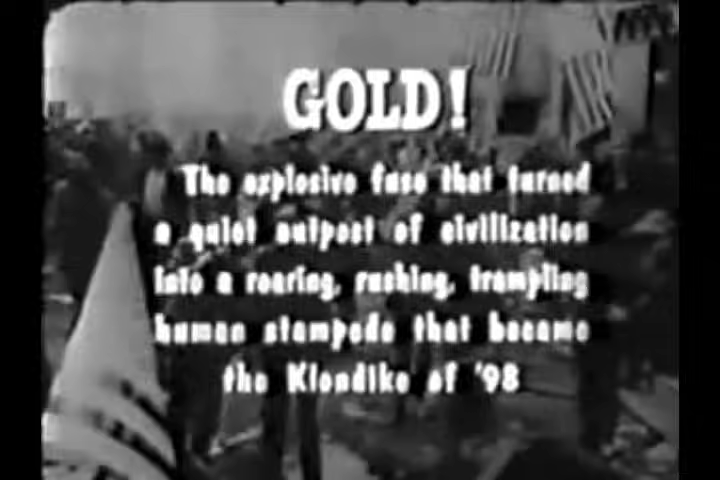 GOLD!
The explosive fuse that turned
a quiet outpost of civilization
into a roaring, rushing, trampling
human stampede that became
the Klondike of '98